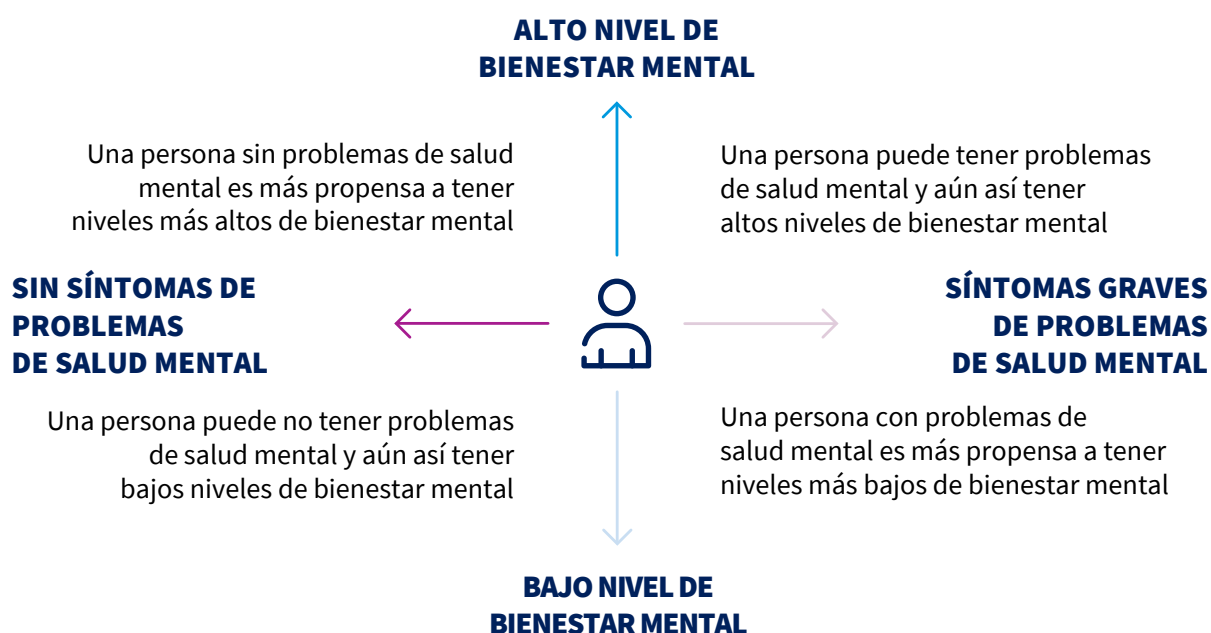 ALTO NIVEL DE
BIENESTAR MENTAL
Una persona sin problemas de salud
mental es más propensa a tener
niveles más altos de bienestar mental
Una persona puede tener problemas
de salud mental y aún así tener
altos niveles de bienestar mental
SIN SÍNTOMAS DE
PROBLEMAS
DE SALUD MENTAL
SÍNTOMAS GRAVES
DE PROBLEMAS
DE SALUD MENTAL
Una persona puede no tener problemas
de salud mental y aún así tener
bajos niveles de bienestar mental
Una persona con problemas de
salud mental es más propensa a tener
niveles más bajos de bienestar mental
BAJO NIVEL DE
BIENESTAR MENTAL